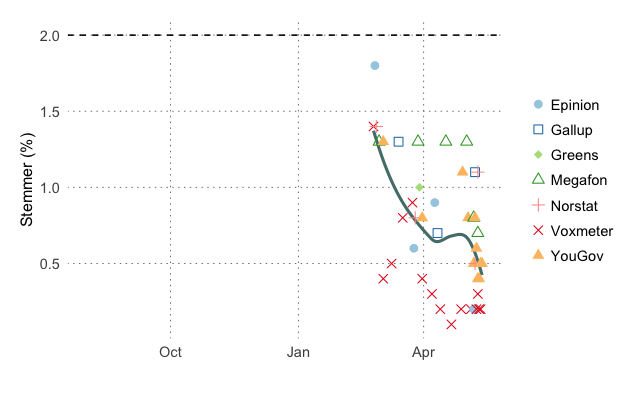 2.0
1.5
1.0
0.5
Stemmer (%)
Oct
Jan
Apr
Epinion
Gallup
Greens
Megafon
Norstat
Voxmeter
YouGov